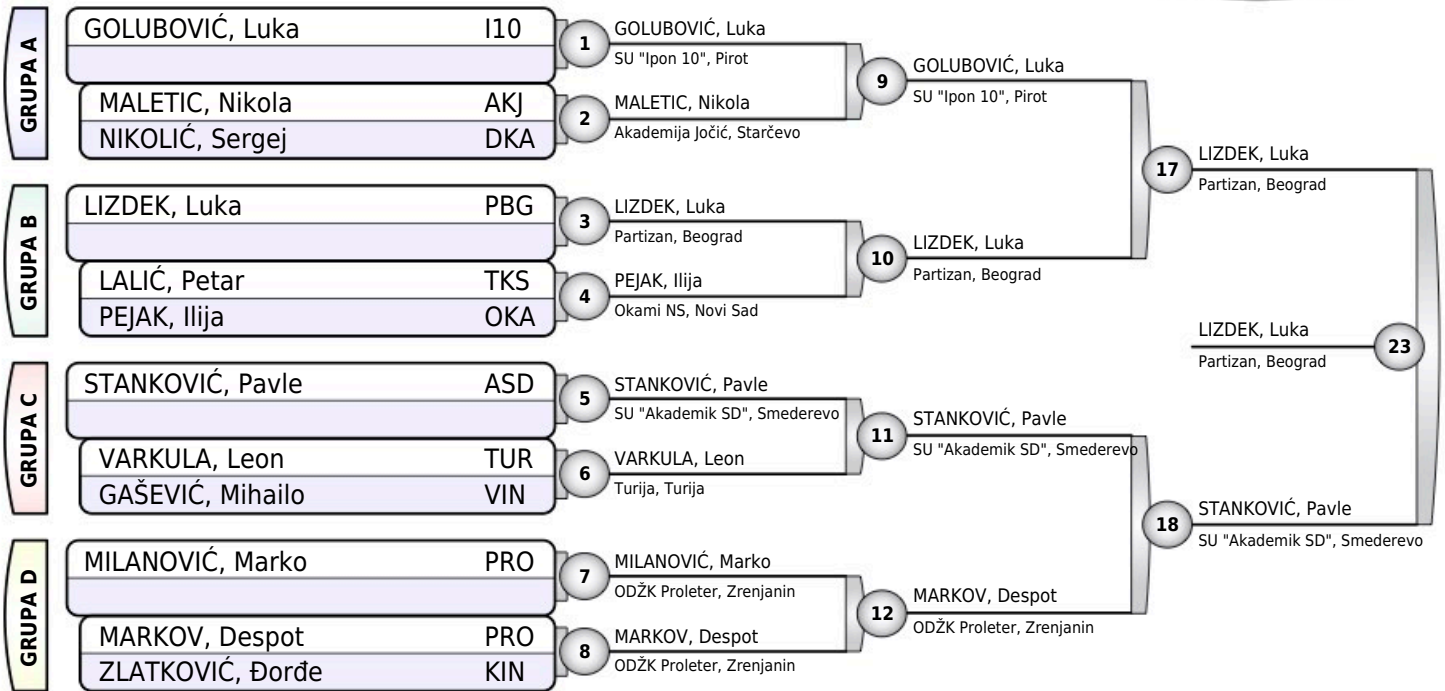 GRUPA A
GOLUBOVIĆ, Luka I10
MALETIC, Nikola AKJ
NIKOLIĆ, Sergej DKA
GRUPA B
LIZDEK, Luka PBG
LALIĆ, Petar TKS
PEJAK, Ilija OKA
GRUPA C
STANKOVIĆ, Pavle ASD
VARKULA, Leon TUR
GAŠEVIĆ, Mihailo VIN
GRUPA D
MILANOVIĆ, Marko PRO
MARKOV, Despot PRO
ZLATKOVIĆ, Đorđe KIN
1
GOLUBOVIĆ, Luka
SU "Ipon 10", Pirot
2
MALETIC, Nikola
Akademija Jočić, Starčevo
3
LIZDEK, Luka
Partizan, Beograd
4
PEJAK, Ilija
Okami NS, Novi Sad
5
STANKOVIĆ, Pavle
SU "Akademik SD", Smederevo
6
VARKULA, Leon
Turija, Turija
7
MILANOVIĆ, Marko
ODŽK Proleter, Zrenjanin
8
MARKOV, Despot
ODŽK Proleter, Zrenjanin
9
GOLUBOVIĆ, Luka
SU "Ipon 10", Pirot
10
LIZDEK, Luka
Partizan, Beograd
11
STANKOVIĆ, Pavle
SU "Akademik SD", Smederevo
12
MARKOV, Despot
ODŽK Proleter, Zrenjanin
17
LIZDEK, Luka
Partizan, Beograd
18
STANKOVIĆ, Pavle
SU "Akademik SD", Smederevo
LIZDEK, Luka
Partizan, Beograd
23